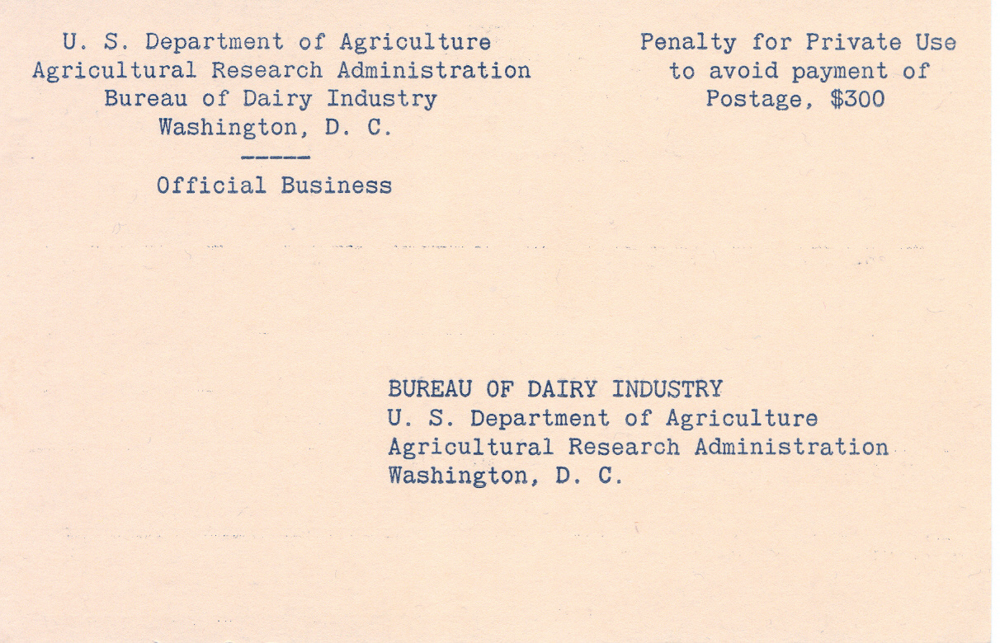 U. S. Department of Agriculture
Agricultural Research Administration
Bureau of Dairy Industry
Washington, D. C.
-----
Official Business
Penalty for Private Use
to avoid payment of
Postage, $300
BUREAU OF DAIRY INDUSTRY
U. S. Department of Agriculture
Agricultural Research Administration
Washington, D. C.